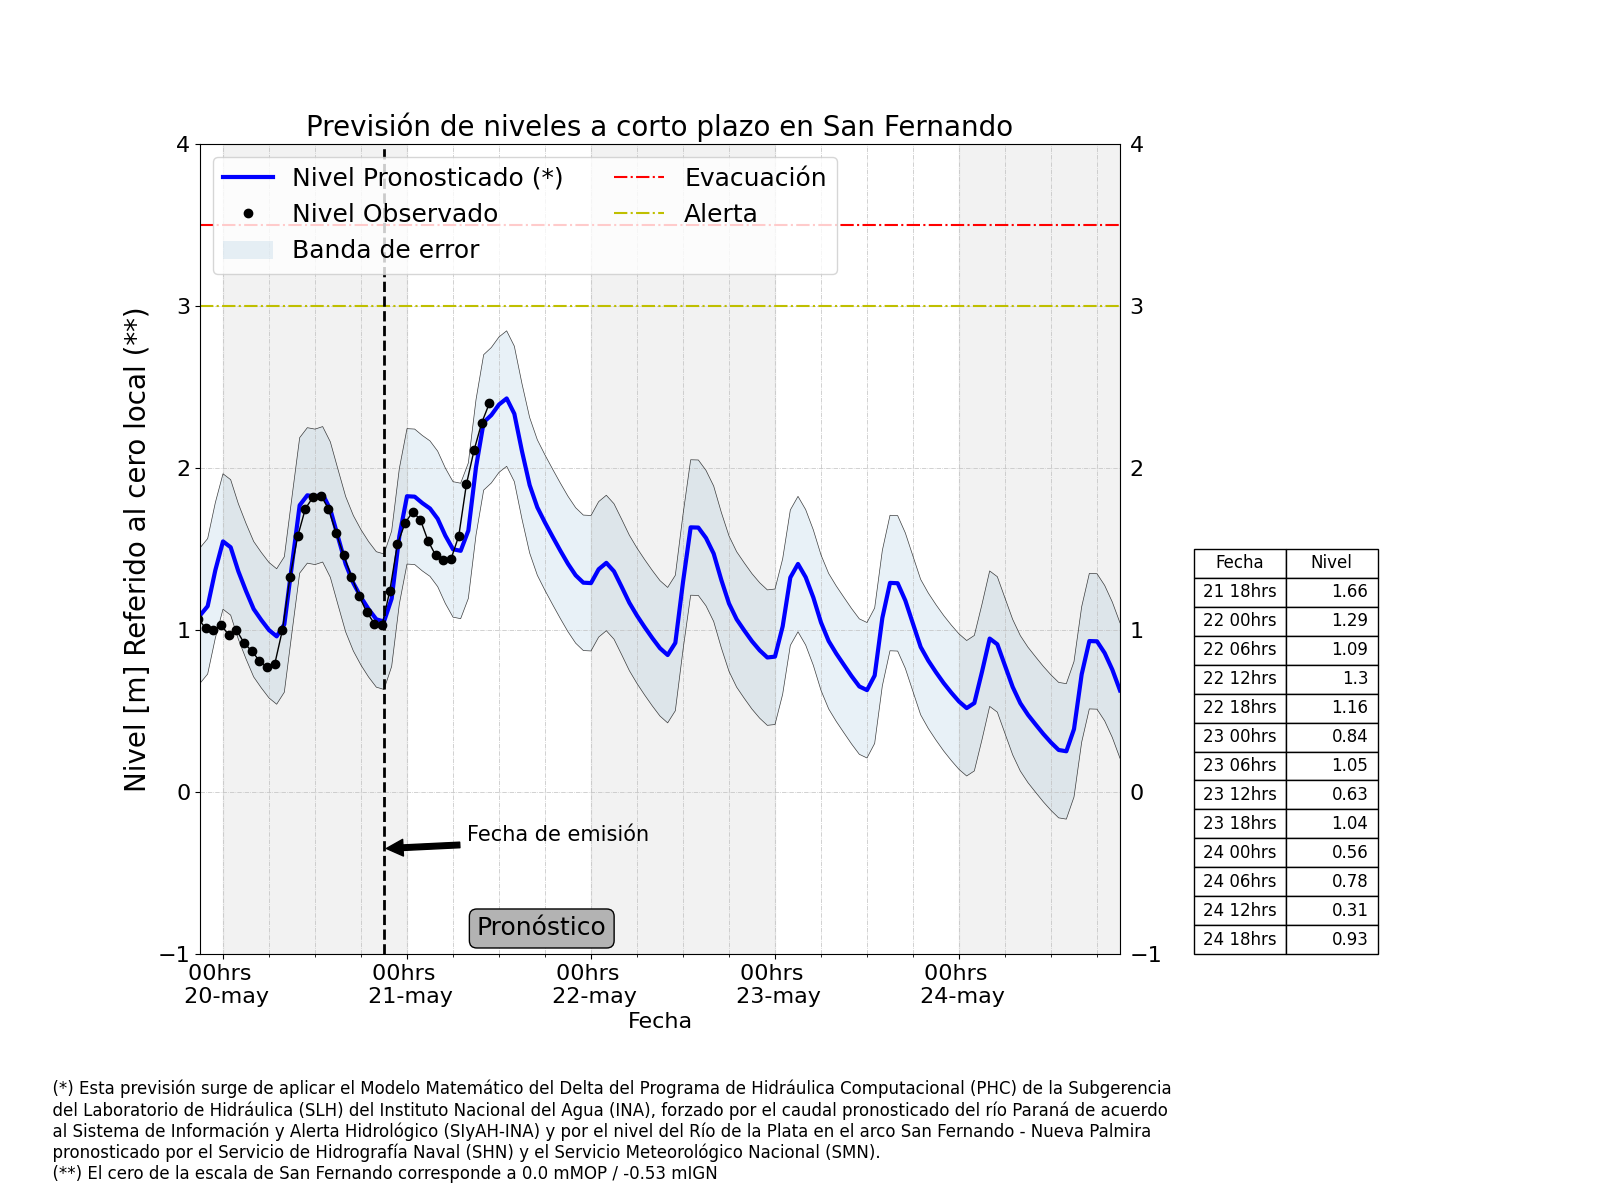 Previsión de niveles a corto plazo en San Fernando
Nivel Pronosticado (*)
Nivel Observado
Banda de error
Evacuación
Alerta
Nivel [m] Referido al cero local (**)
4
3
2
1
0
−1
4
3
2
1
0
−1
Fecha de emisión
Pronóstico
00hrs
20-may
00hrs
21-may
00hrs
22-may
00hrs
23-may
00hrs
24-may
Fecha
Fecha Nivel
21 18hrs 1.66
22 00hrs 1.29
22 06hrs 1.09
22 12hrs 1.3
22 18hrs 1.16
23 00hrs 0.84
23 06hrs 1.05
23 12hrs 0.63
23 18hrs 1.04
24 00hrs 0.56
24 06hrs 0.78
24 12hrs 0.31
24 18hrs 0.93
(*) Esta previsión surge de aplicar el Modelo Matemático del Delta del Programa de Hidráulica Computacional (PHC) de la Subgerencia
del Laboratorio de Hidráulica (SLH) del Instituto Nacional del Agua (INA), forzado por el caudal pronosticado del río Paraná de acuerdo
al Sistema de Información y Alerta Hidrológico (SIyAH-INA) y por el nivel del Río de la Plata en el arco San Fernando - Nueva Palmira
pronosticado por el Servicio de Hidrografía Naval (SHN) y el Servicio Meteorológico Nacional (SMN).
(**) El cero de la escala de San Fernando corresponde a 0.0 mMOP / -0.53 mIGN